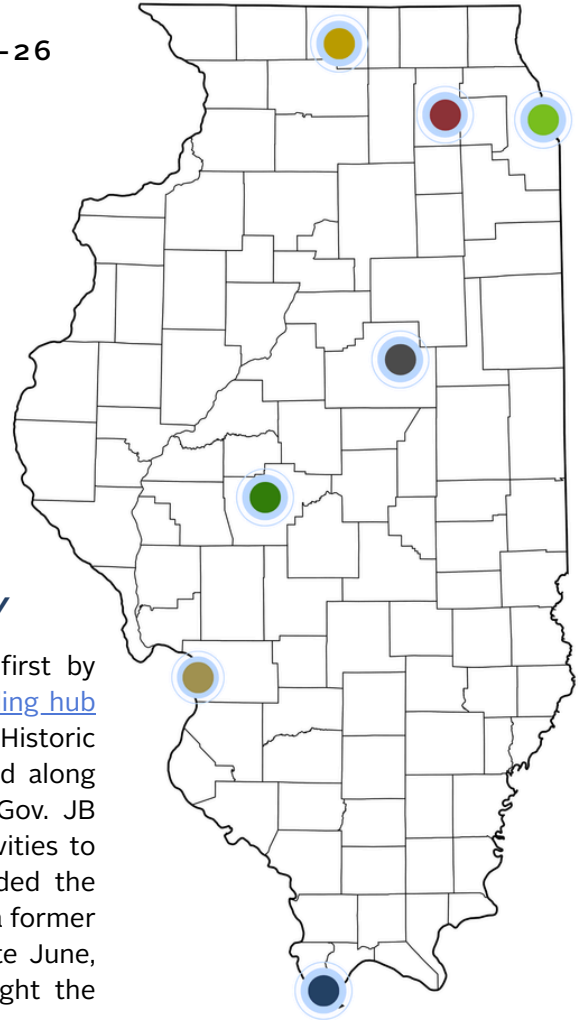 -26
Y
first by
ing hub
Historic
d along
Gov. JB
vities to
ded the
a former
te June,
ght the